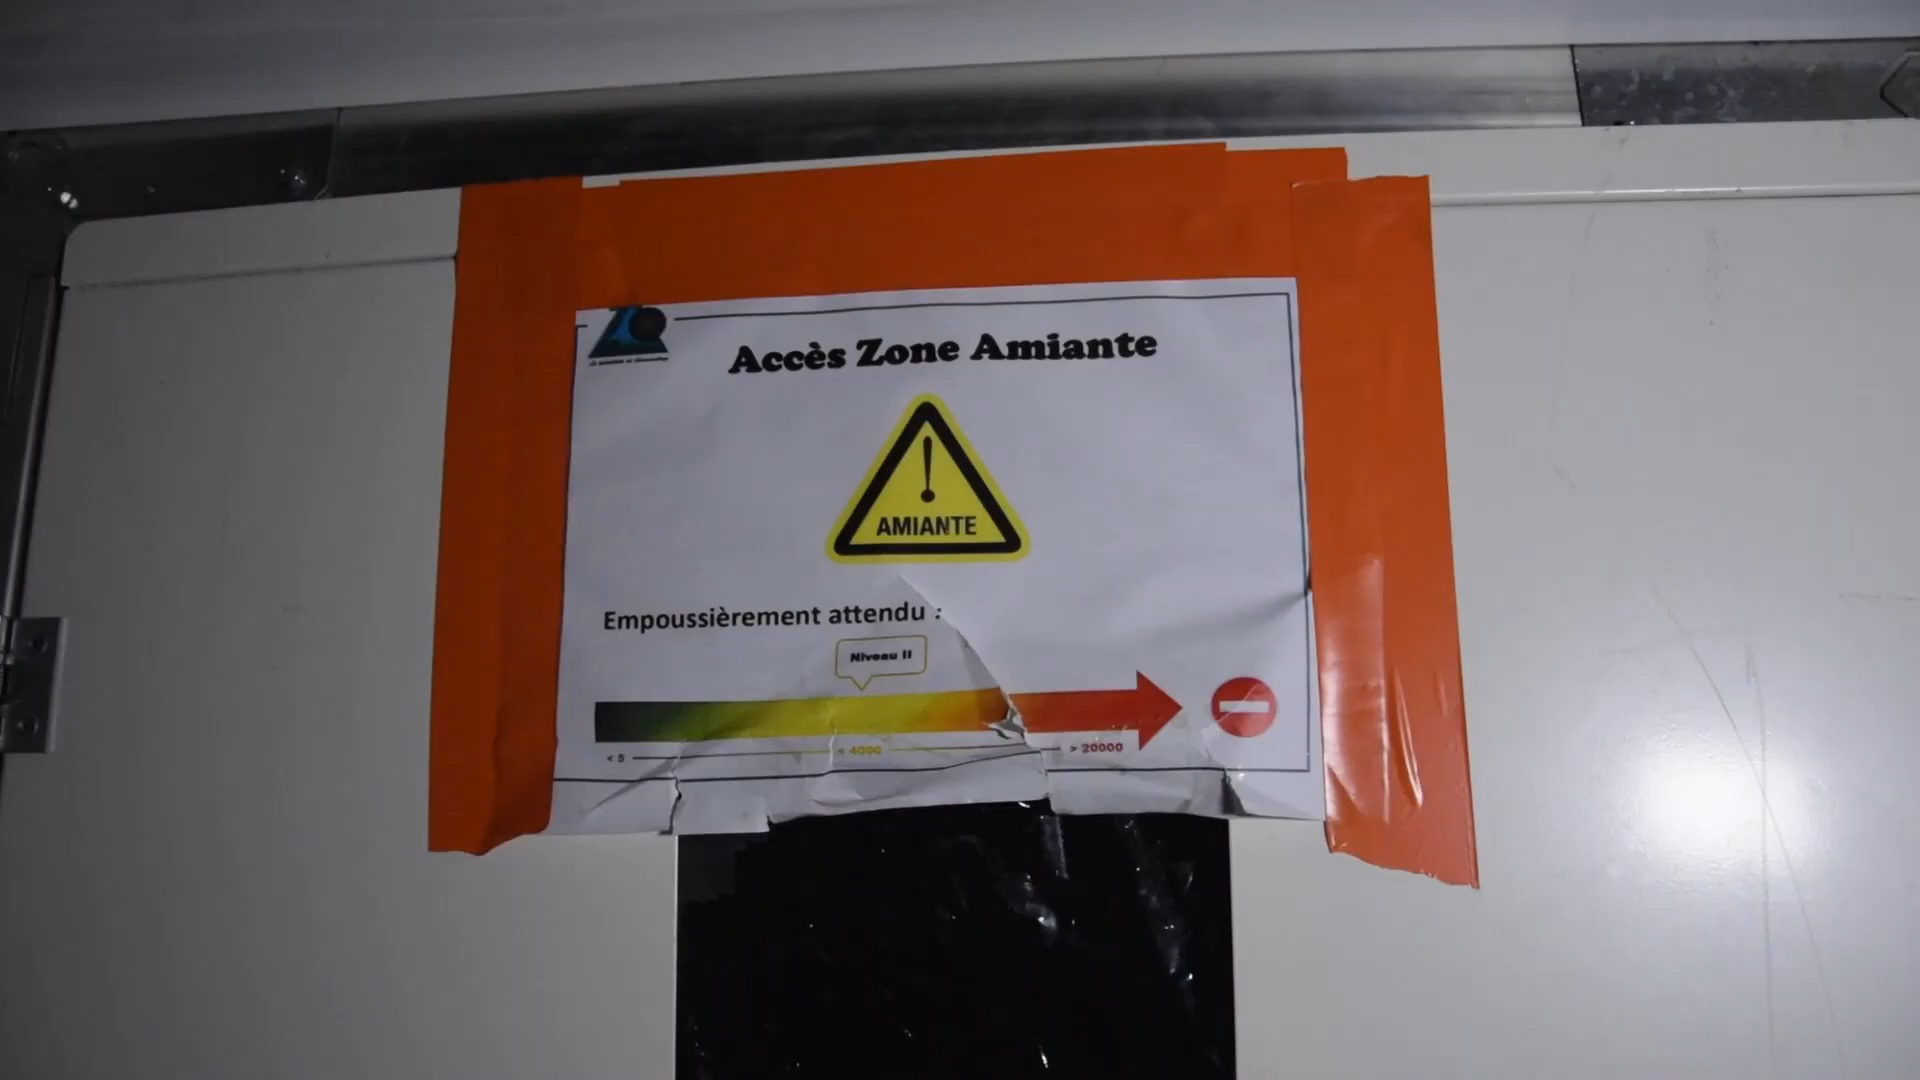 Accès Zone Amiante
AMIANTE
Empoussièrement attendu :
Niveau II
< 5
< 4000
> 20000